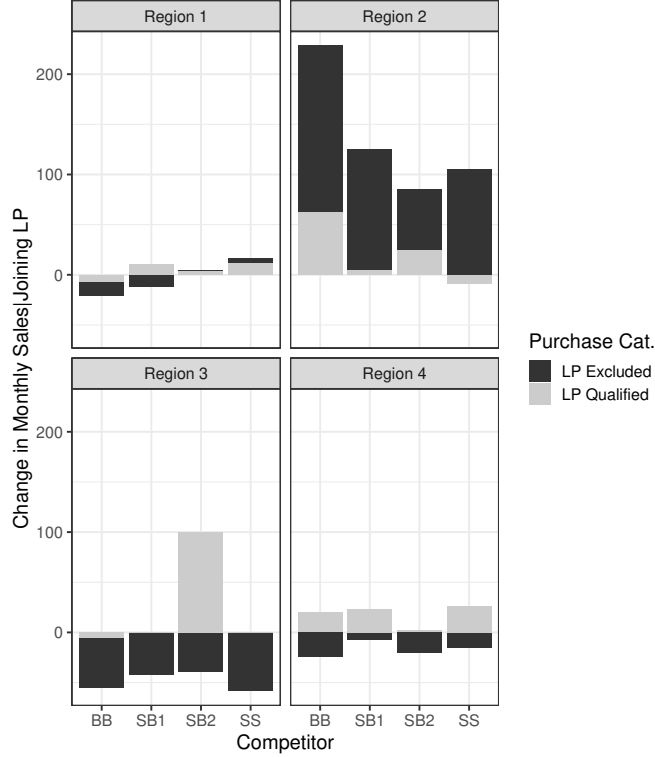 Region 1
Region 2
200
100
0
Region 3
Region 4
200
100
0
BB SB1 SB2 SS
BB SB1 SB2 SS
Competitor
Change in Monthly Sales|Joining LP
Purchase Cat.
LP Excluded
LP Qualified